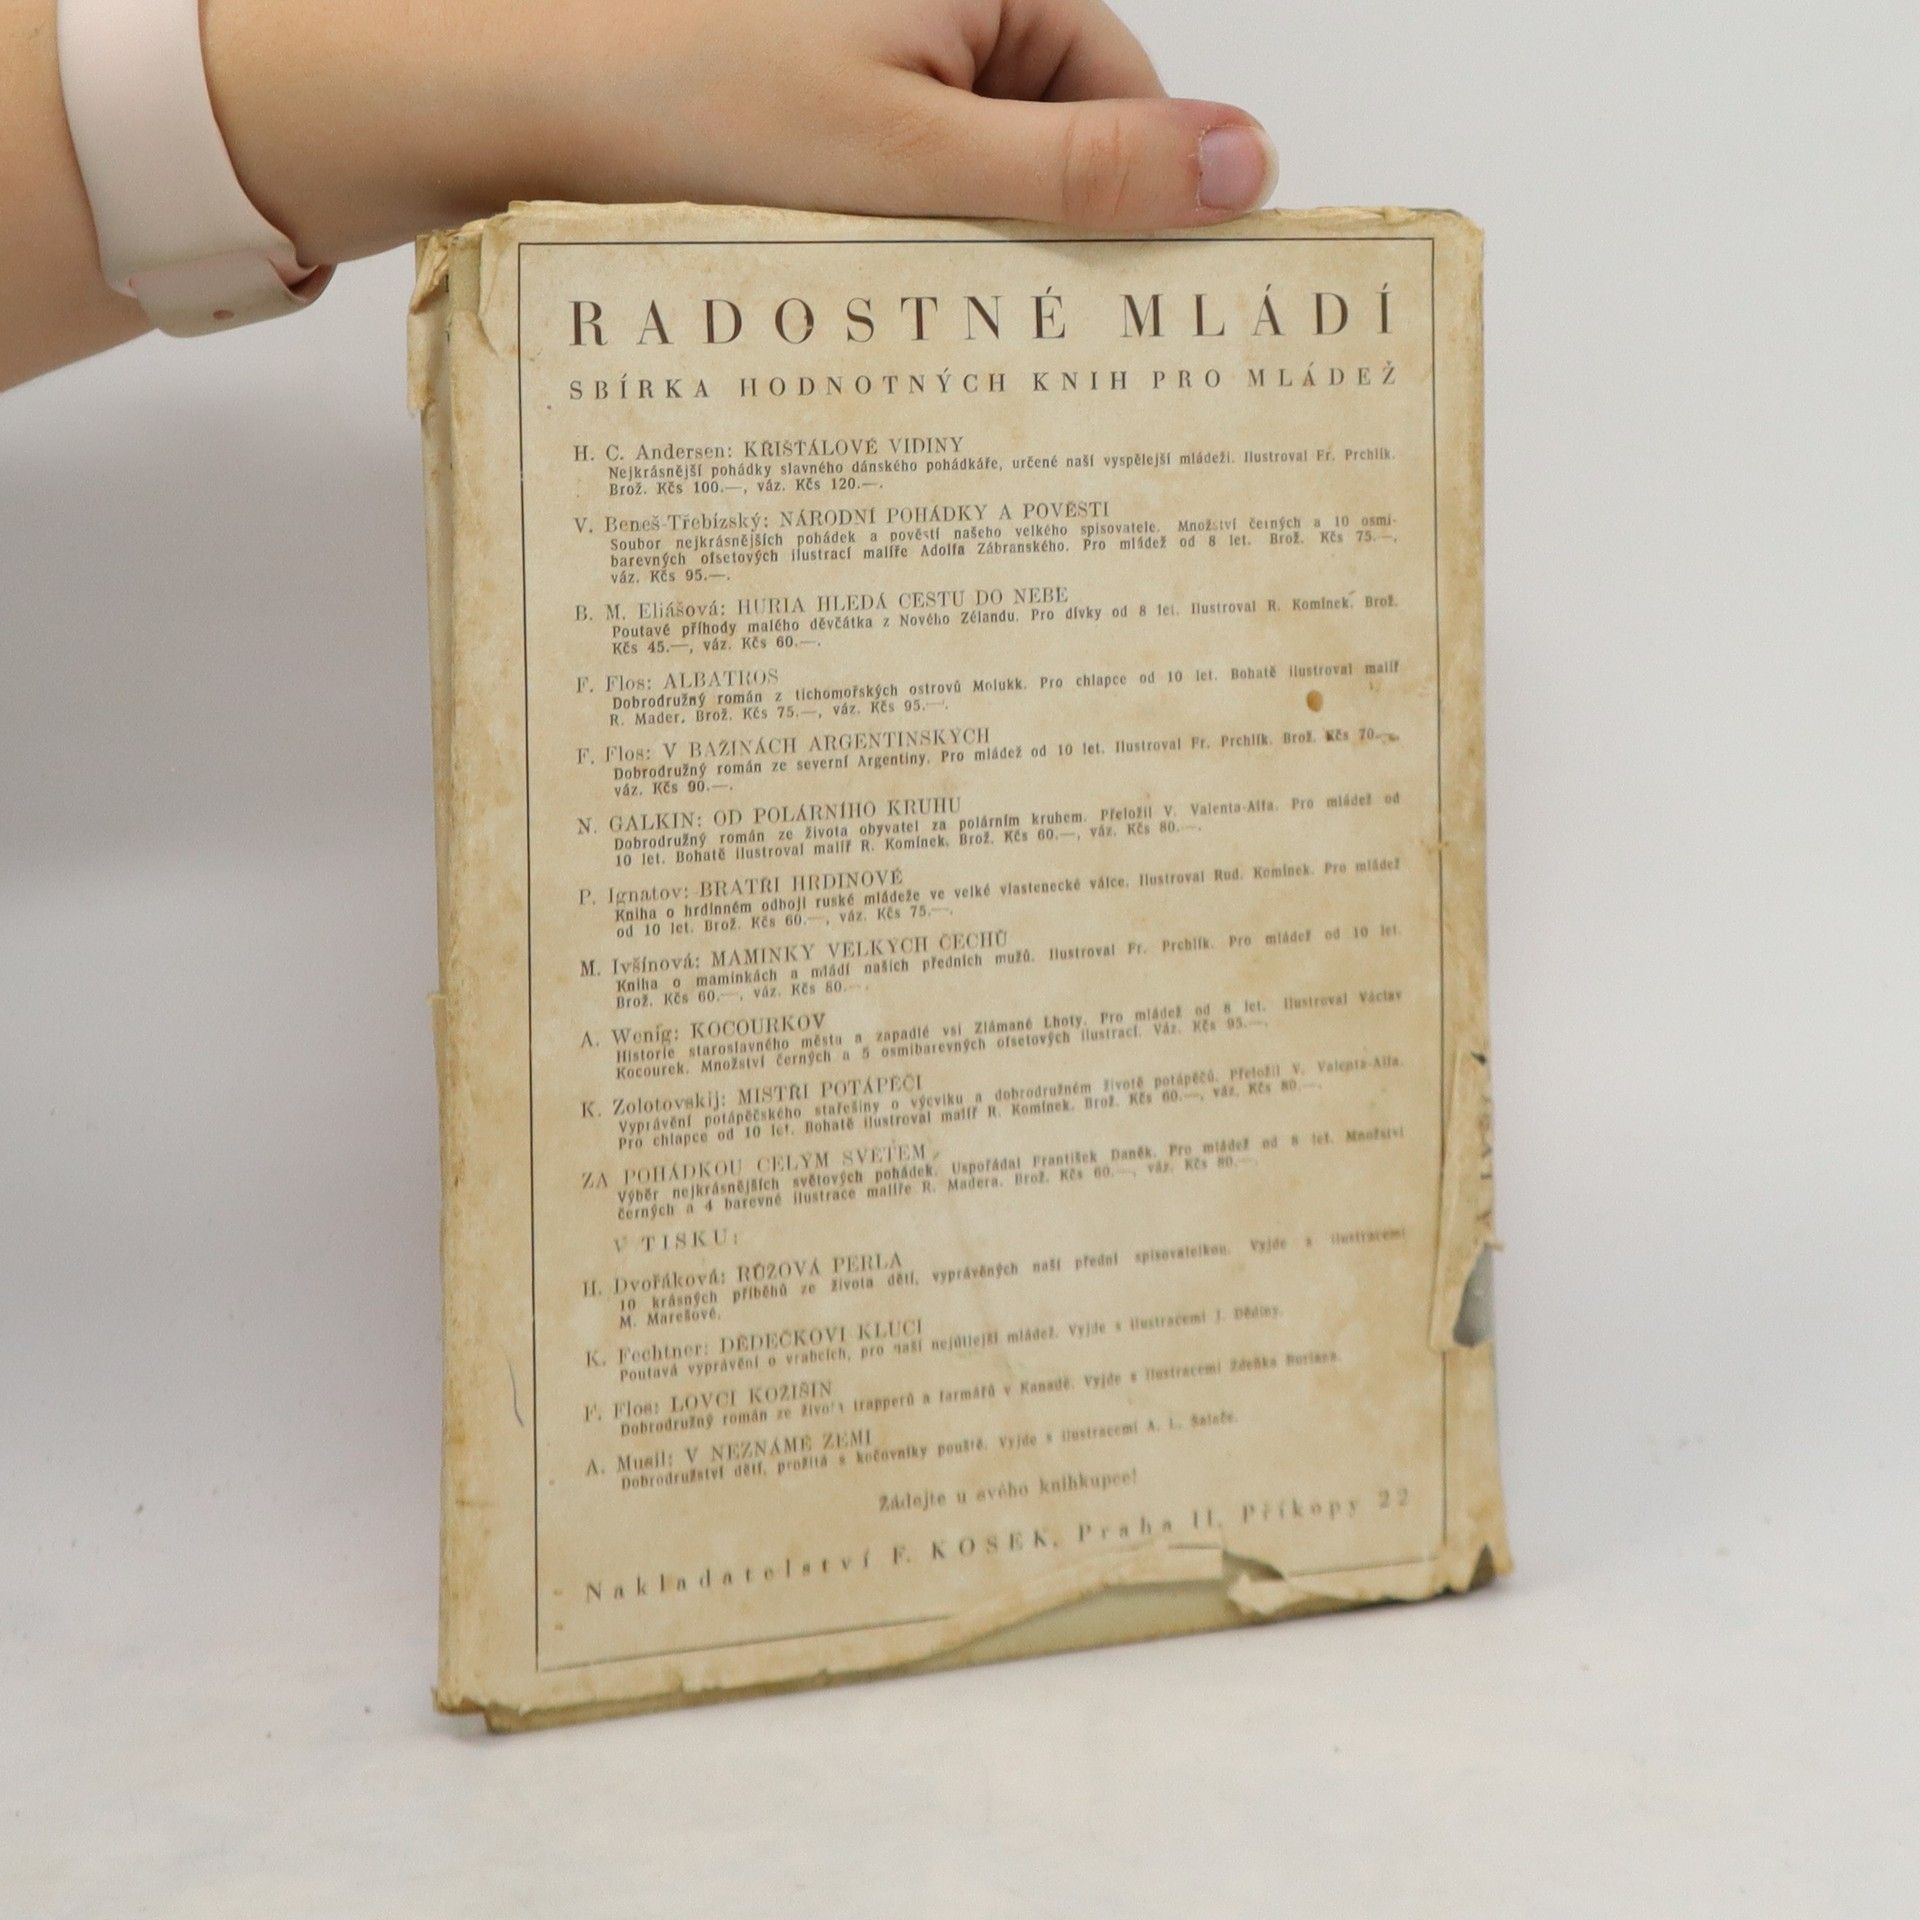 RADOSTNÉ MLÁDÍ
SBÍRKA HODNOTNÝCH KNIH PRO MLÁDEŽ
H. C. Andersen: KŘIŠŤÁLOVÉ VIDINY
Nejkrásnější pohádky slavného dánského pohádkáře, určené naší vyspělejší mládeži. Ilustroval Fr. Prchlík.
Brož. Kčs 100.—, váz. Kčs 120.—.
V. Beneš-Třebízský: NÁRODNÍ POHÁDKY A POVĚSTI
Soubor nejkrásnějších pohádek a pověstí našeho velkého spisovatele. Množství černých a 10 osmi-
barevných ofsetových ilustrací malíře Adolfa Zábranského. Pro mládež od 8 let. Brož. Kčs 75.—,
váz. Kčs 95.—.
B. M. Eliášová: HURIA HLEDÁ CESTU DO NEBE
Poutavé příhody malého děvčátka z Nového Zélandu. Pro dívky od 8 let. Ilustroval R. Komínek. Brož.
Kčs 45.—, váz. Kčs 60.—.
F. Flos: ALBATROS
Dobrodružný román z tichomořských ostrovů Molukk. Pro chlapce od 10 let. Bohatě ilustroval malíř
R. Mader. Brož. Kčs 75.—, váz. Kčs 95.—.
F. Flos: V BAŽINÁCH ARGENTINSKÝCH
Dobrodružný román ze severní Argentiny. Pro mládež od 10 let. Ilustroval Fr. Prchlík. Brož. Kčs 70.—,
váz. Kčs 90.—.
N. GALKIN: OD POLÁRNÍHO KRUHU
Dobrodružný román ze života obyvatel za polárním kruhem. Přeložil V. Valenta-Alfa. Pro mládež od
10 let. Bohatě ilustroval malíř R. Komínek. Brož. Kčs 60.—, váz. Kčs 80.—.
P. Ignatov: BRATŘI HRDINOVÉ
Kniha o hrdinném odboji ruské mládeže ve velké vlastenecké válce. Ilustroval Rud. Komínek. Pro mládež
od 10 let. Brož. Kčs 60.—, váz. Kčs 75.—.
M. Ivšínová: MAMINKY VELKÝCH ČECHŮ
Kniha o maminkách a mládí našich předních mužů. Ilustroval Fr. Prchlík. Pro mládež od 10 let.
Brož. Kčs 60.—, váz. Kčs 80.—.
A. Wenig: KOCOURKOV
Historie staroslavného města a zapadlé vsi Zlámané Lhoty. Pro mládež od 8 let. Ilustroval Václav
Kocourek. Množství černých a 5 osmibarevných ofsetových ilustrací. Váz. Kčs 95.—.
K. Zolotovskij: MISTŘI POTÁPĚČI
Vyprávění potápěčského stařešiny o výcviku a dobrodružném životě potápěčů. Přeložil V. Valenta-Alfa.
Pro chlapce od 10 let. Bohatě ilustroval malíř R. Komínek. Brož. Kčs 60.—, váz. Kčs 80.—.
ZA POHÁDKOU CELÝM SVĚTEM
Výběr nejkrásnějších světových pohádek. Uspořádal František Daněk. Pro mládež od 8 let. Množství
černých a 4 barevné ilustrace malíře R. Madera. Brož. Kčs 60.—, váz. Kčs 80.—.
V TISKU:
H. Dvořáková: RŮŽOVÁ PERLA
10 krásných příběhů ze života dětí, vyprávěných naší přední spisovatelkou. Vyjde s ilustracemi
M. Marešové.
K. Fechtner: DĚDEČKOVI KLUCI
Poutavá vyprávění o vrabcích, pro naší nejútlejší mládež. Vyjde s ilustracemi J. Dědiny.
F. Flos: LOVCI KOŽIŠIN
Dobrodružný román ze života trapperů a farmářů v Kanadě. Vyjde s ilustracemi Zdeňka Buriana.
A. Musil: V NEZNÁMÉ ZEMI
Dobrodružství dětí, prožitá s kočovníky pouště. Vyjde s ilustracemi A. L. Salače.
Žádejte u svého knihkupce!
Nakladatelství F. KOSEK, Praha II, Příkopy 22